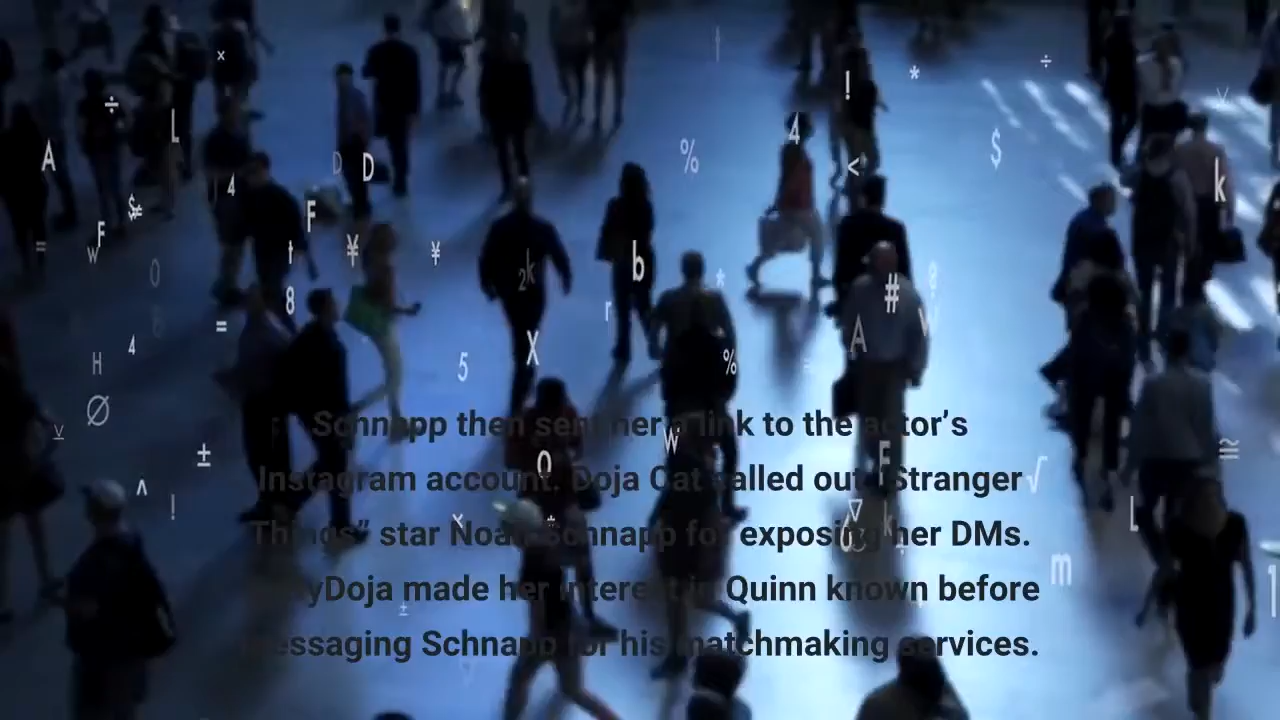 Schnapp then sent her a link to the actor’s
Instagram account. Doja Cat called out “Stranger
Things” star Noah Schnapp for exposing her DMs.
Doja made her interest in Quinn known before
messaging Schnapp for his matchmaking services.